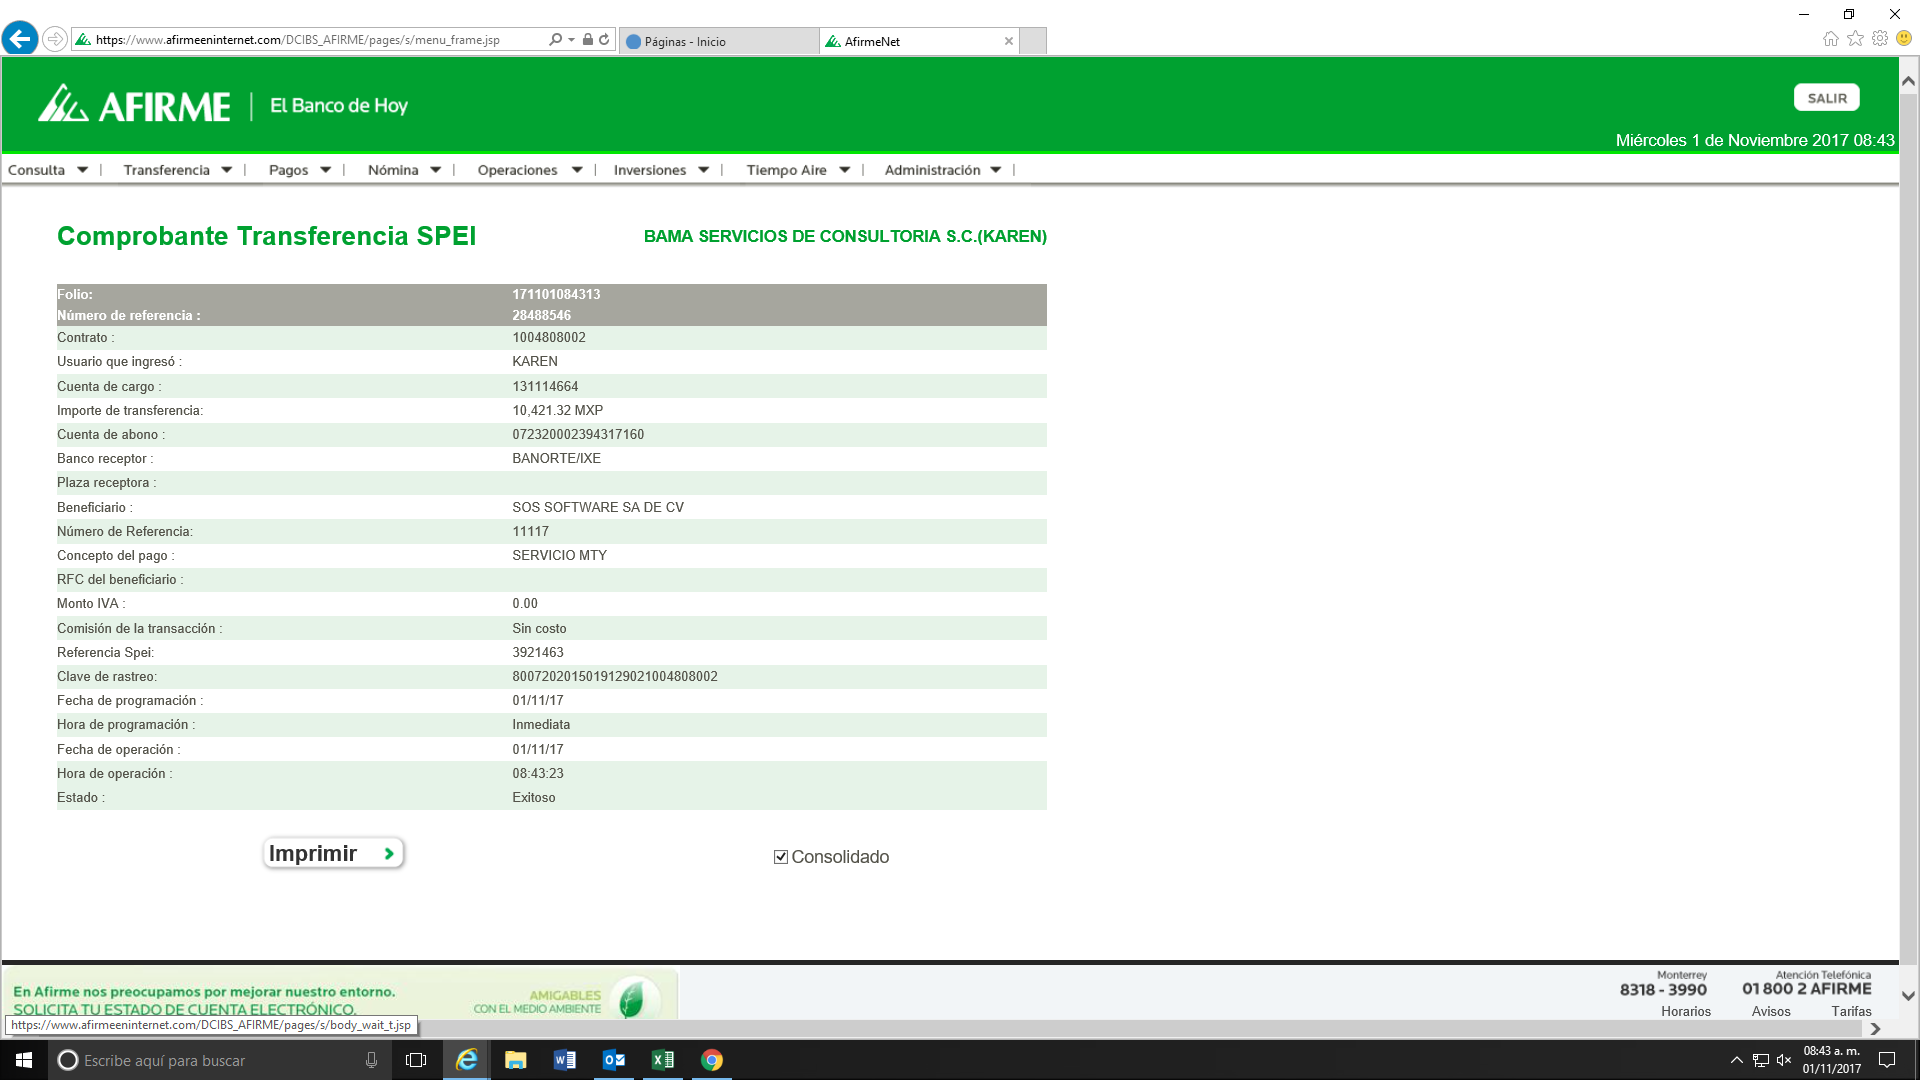 https://www.afirmeeninternet.com/DCIBS_AFIRME/pages/s/menu_frame.jsp
Páginas - Inicio
AfirmeNet
AFIRME | El Banco de Hoy
SALIR
Miércoles 1 de Noviembre 2017 08:43
Consulta | Transferencia | Pagos | Nómina | Operaciones | Inversiones | Tiempo Aire | Administración |
Comprobante Transferencia SPEI
BAMA SERVICIOS DE CONSULTORIA S.C.(KAREN)
Folio: 171101084313
Número de referencia : 28488546
Contrato : 1004808002
Usuario que ingresó : KAREN
Cuenta de cargo : 131114664
Importe de transferencia: 10,421.32 MXP
Cuenta de abono : 072320002394317160
Banco receptor : BANORTE/IXE
Plaza receptora :
Beneficiario : SOS SOFTWARE SA DE CV
Número de Referencia: 11117
Concepto del pago : SERVICIO MTY
RFC del beneficiario :
Monto IVA : 0.00
Comisión de la transacción : Sin costo
Referencia Spei: 3921463
Clave de rastreo: 8007202015019129021004808002
Fecha de programación : 01/11/17
Hora de programación : Inmediata
Fecha de operación : 01/11/17
Hora de operación : 08:43:23
Estado : Exitoso
Imprimir
Consolidado
En Afirme nos preocupamos por mejorar nuestro entorno.
SOLICITA TU ESTADO DE CUENTA ELECTRÓNICO.
AMIGABLES
CON EL MEDIO AMBIENTE
Monterrey
8318 - 3990
Atención Telefónica
01 800 2 AFIRME
Horarios Avisos Tarifas
https://www.afirmeeninternet.com/DCIBS_AFIRME/pages/s/body_wait_t.jsp
Escribe aquí para buscar
08:43 a. m.
01/11/2017